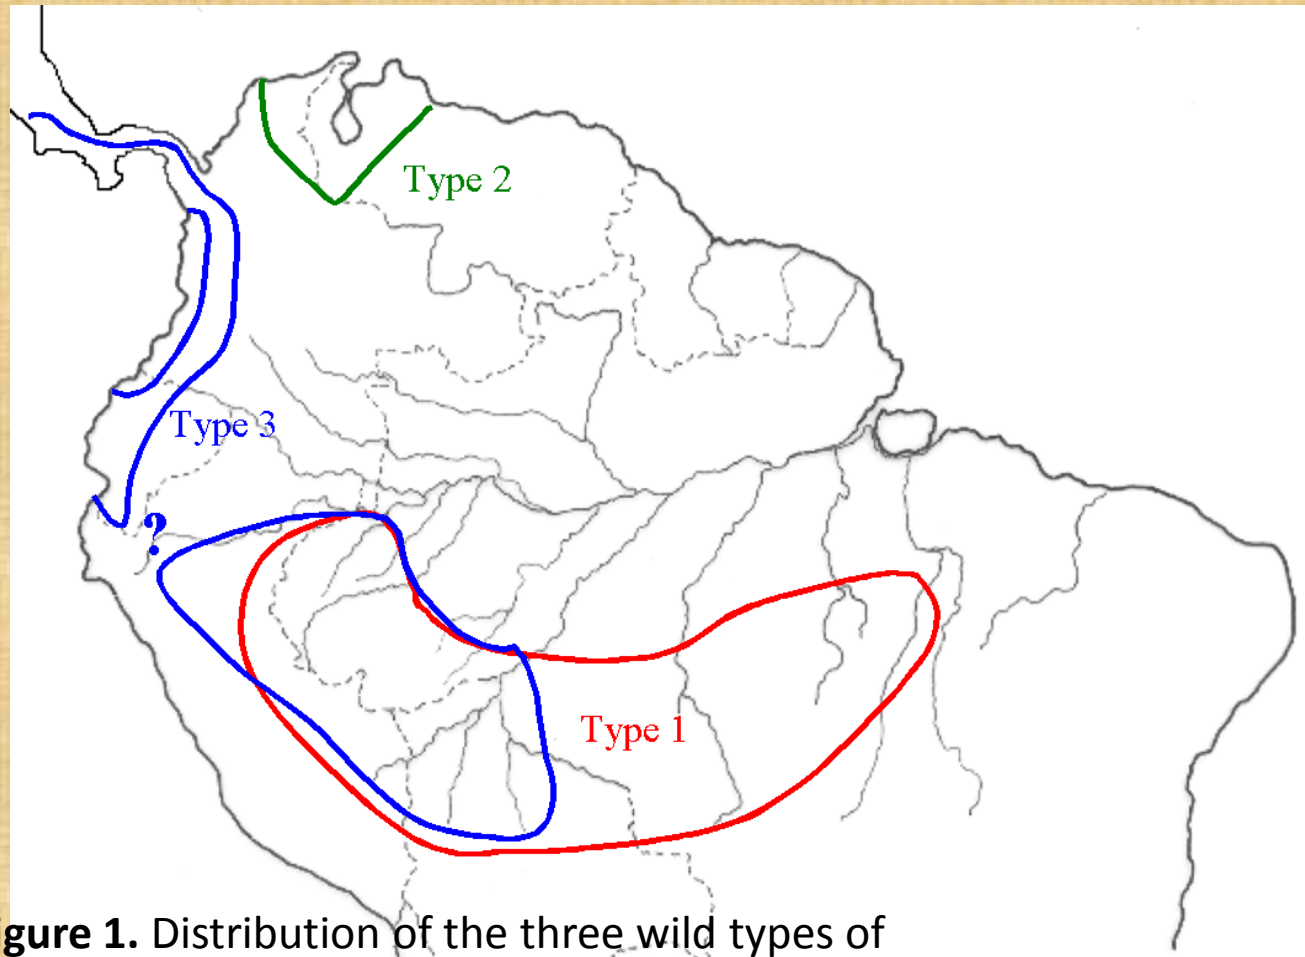 Type 2
Type 3
?
Type 1
gure 1. Distribution of the three wild types of